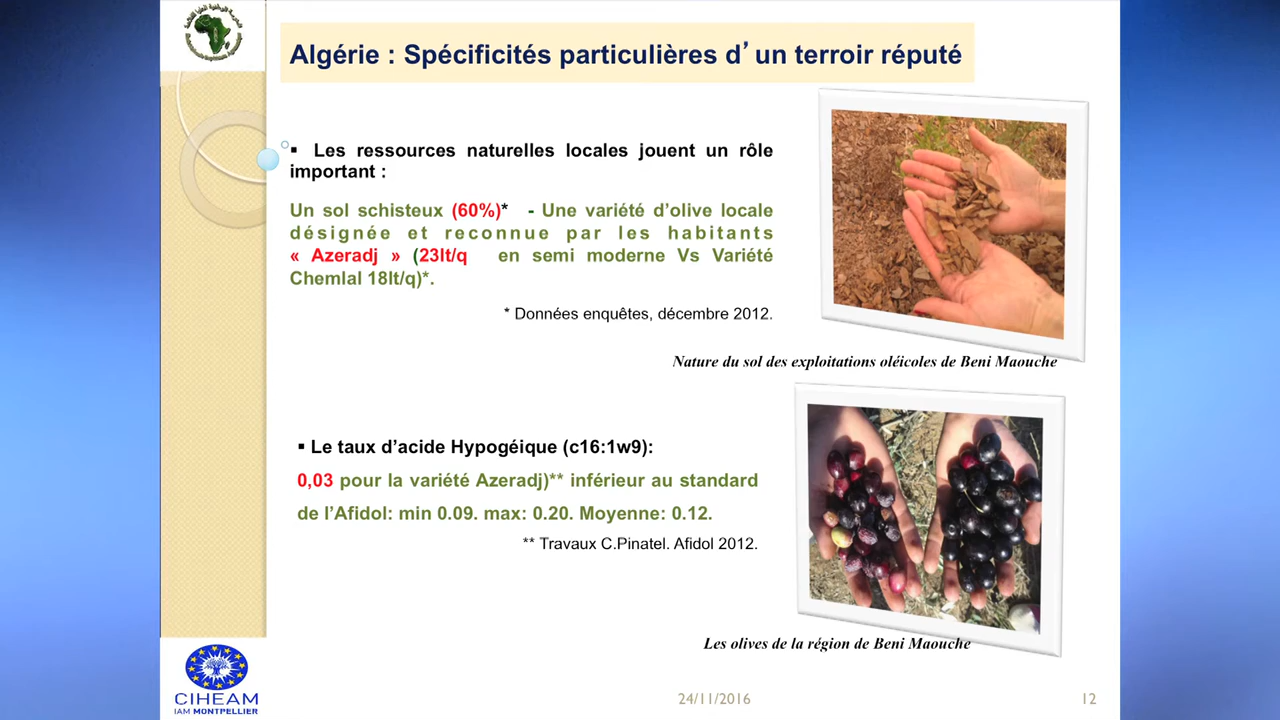 Algérie : Spécificités particulières d’un terroir réputé
▪ Les ressources naturelles locales jouent un rôle
important :
Un sol schisteux (60%)* - Une variété d’olive locale
désignée et reconnue par les habitants
« Azeradj » (23lt/q en semi moderne Vs Variété
Chemlal 18lt/q)*.
* Données enquêtes, décembre 2012.
Nature du sol des exploitations oléicoles de Beni Maouche
▪ Le taux d’acide Hypogéique (c16:1w9):
0,03 pour la variété Azeradj)** inférieur au standard
de l’Afidol: min 0.09. max: 0.20. Moyenne: 0.12.
** Travaux C.Pinatel. Afidol 2012.
Les olives de la région de Beni Maouche
CIHEAM
IAM MONTPELLIER
24/11/2016
12